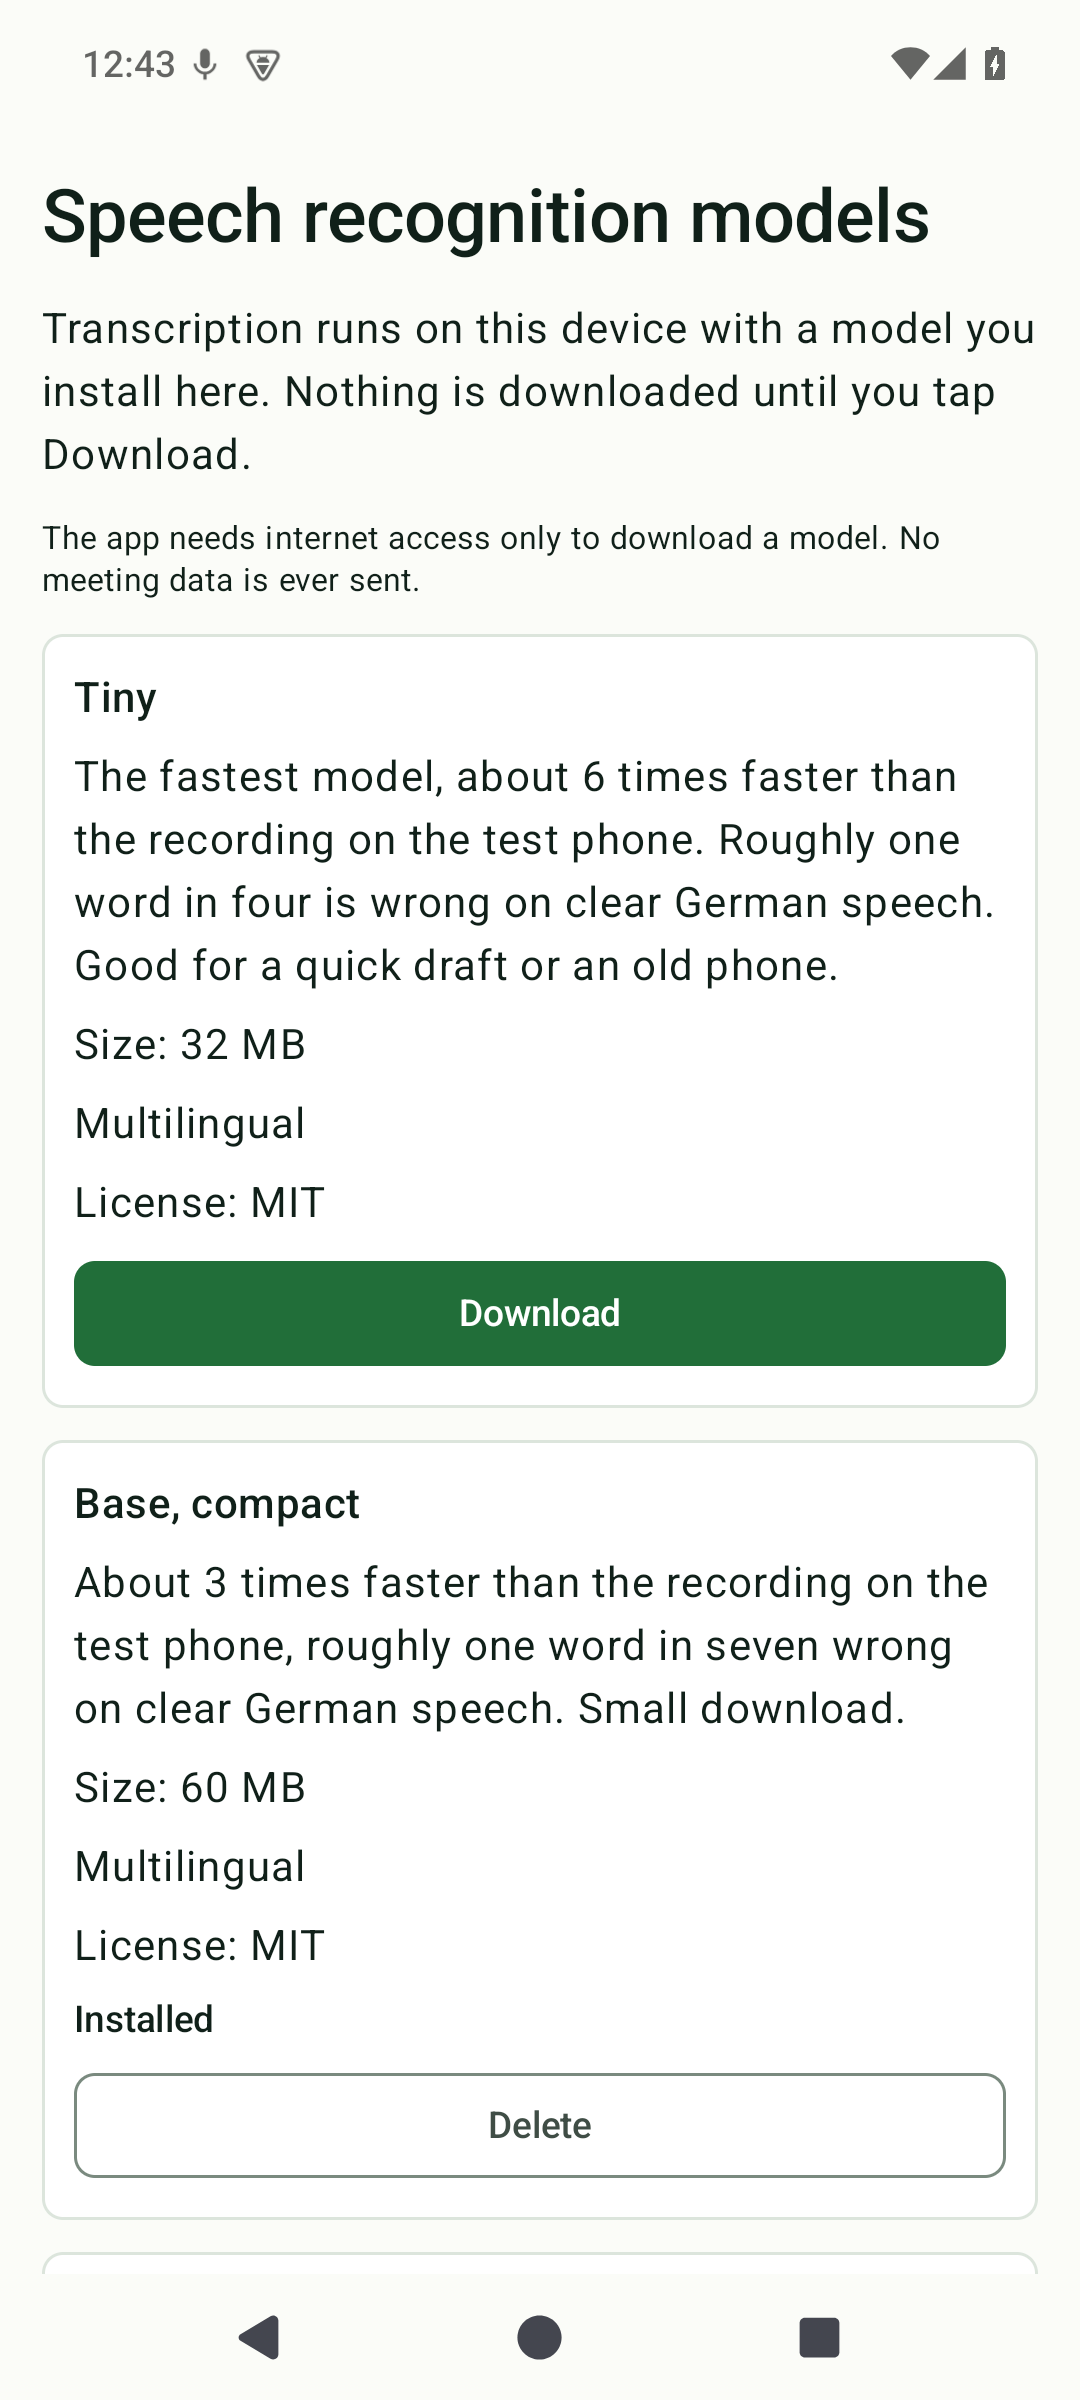 12:43
Speech recognition models
Transcription runs on this device with a model you
install here. Nothing is downloaded until you tap
Download.
The app needs internet access only to download a model. No
meeting data is ever sent.
Tiny
The fastest model, about 6 times faster than
the recording on the test phone. Roughly one
word in four is wrong on clear German speech.
Good for a quick draft or an old phone.
Size: 32 MB
Multilingual
License: MIT
Download
Base, compact
About 3 times faster than the recording on the
test phone, roughly one word in seven wrong
on clear German speech. Small download.
Size: 60 MB
Multilingual
License: MIT
Installed
Delete